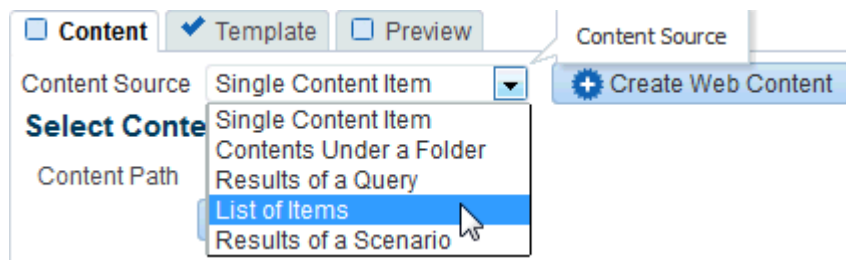 Content Template Preview
Content Source
Content Source Single Content Item Create Web Content
Single Content Item
Select Conte
Contents Under a Folder
Content Path
Results of a Query
List of Items
Results of a Scenario